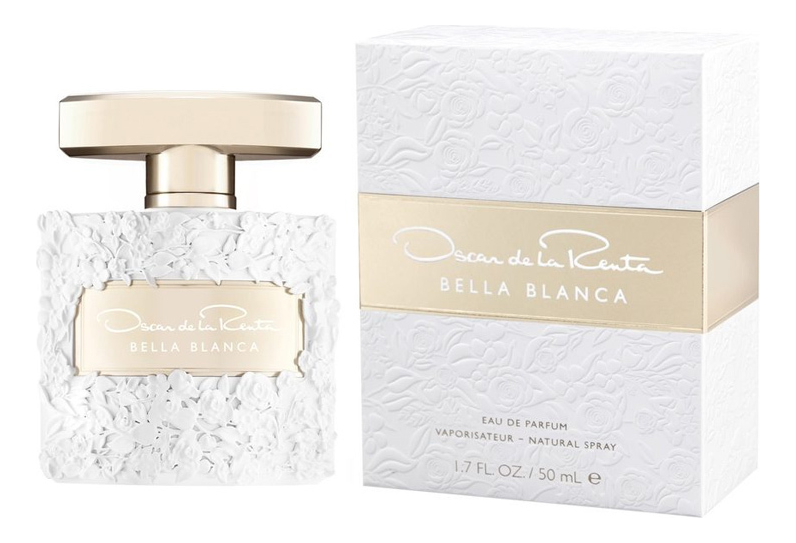 Oscar de la Renta
BELLA BLANCA
Oscar de la Renta
BELLA BLANCA
EAU DE PARFUM
VAPORISATEUR – NATURAL SPRAY
1.7 FL. OZ. / 50 mL ℮